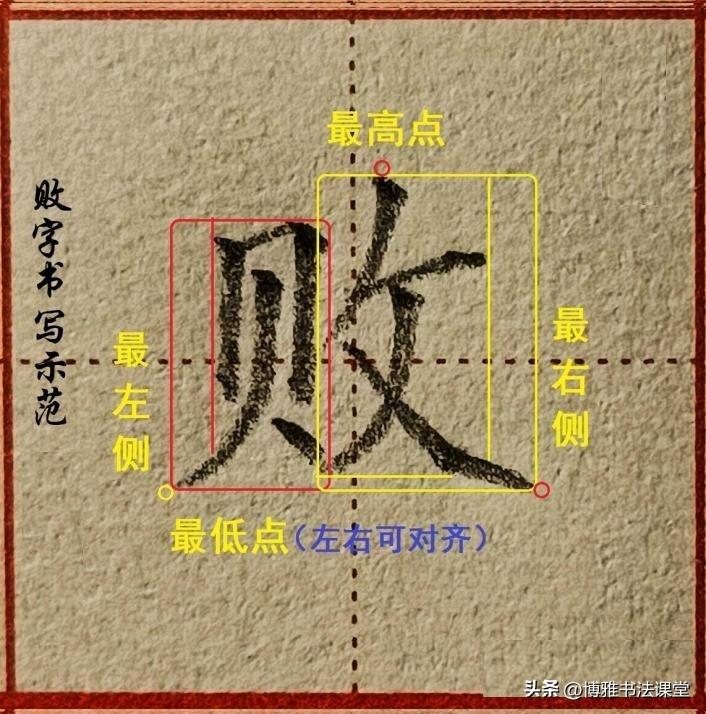 最高点
败字书写示范
最左侧
败
最右侧
最低点(左右可对齐)
头条 @博雅书法课堂